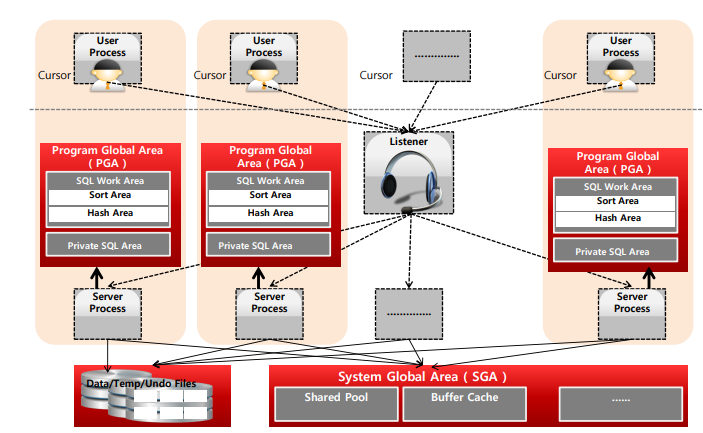 User
Process
User
Process
..............
User
Process
Cursor
Cursor
Cursor
Cursor
Listener
Program Global Area
( PGA )
SQL Work Area
Sort Area
Hash Area
Private SQL Area
Program Global
Area ( PGA )
SQL Work Area
Sort Area
Hash Area
Private SQL Area
Program Global
Area ( PGA )
SQL Work Area
Sort Area
Hash Area
Private SQL Area
Server
Process
Server
Process
..............
Server
Process
Data/Temp/Undo Files
System Global Area ( SGA )
Shared Pool
Buffer Cache
......